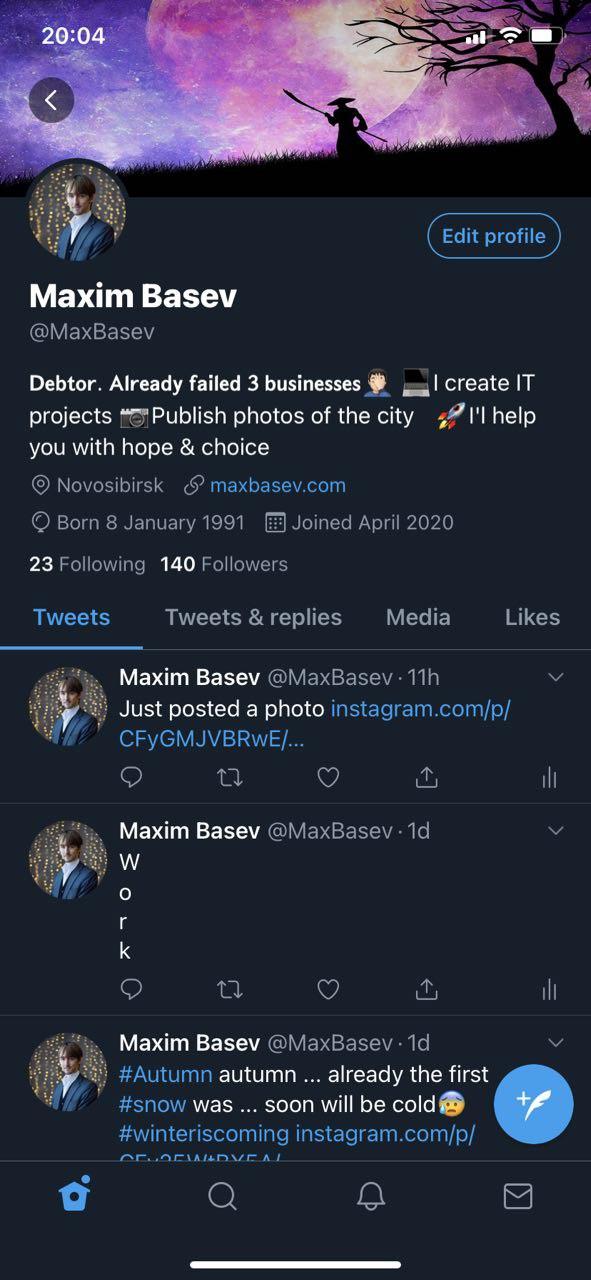 20:04
Edit profile
Maxim Basev
@MaxBasev
Debtor. Already failed 3 businesses🤦🏻‍♂️ 💻I create IT
projects 📷Publish photos of the city 🚀I'l help
you with hope & choice
Novosibirsk maxbasev.com
Born 8 January 1991 Joined April 2020
23 Following 140 Followers
Tweets Tweets & replies Media Likes
Maxim Basev @MaxBasev · 11h
Just posted a photo instagram.com/p/
CFyGMJVBRwE/...
Maxim Basev @MaxBasev · 1d
W
o
r
k
Maxim Basev @MaxBasev · 1d
#Autumn autumn ... already the first
#snow was ... soon will be cold😰
#winteriscoming instagram.com/p/